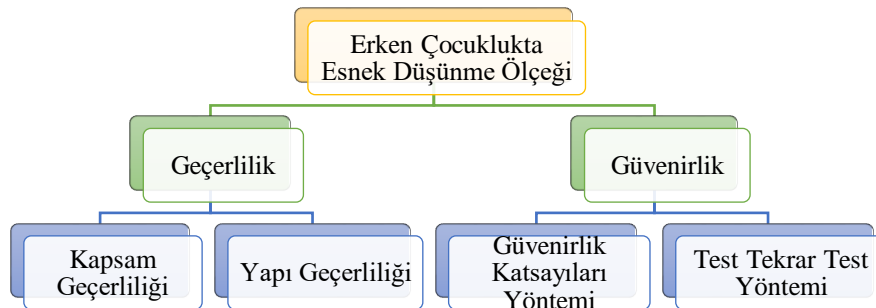 Erken Çocuklukta
Esnek Düşünme Ölçeği
Geçerlilik
Güvenirlik
Kapsam
Geçerliliği
Yapı Geçerliliği
Güvenirlik
Katsayıları
Yöntemi
Test Tekrar Test
Yöntemi